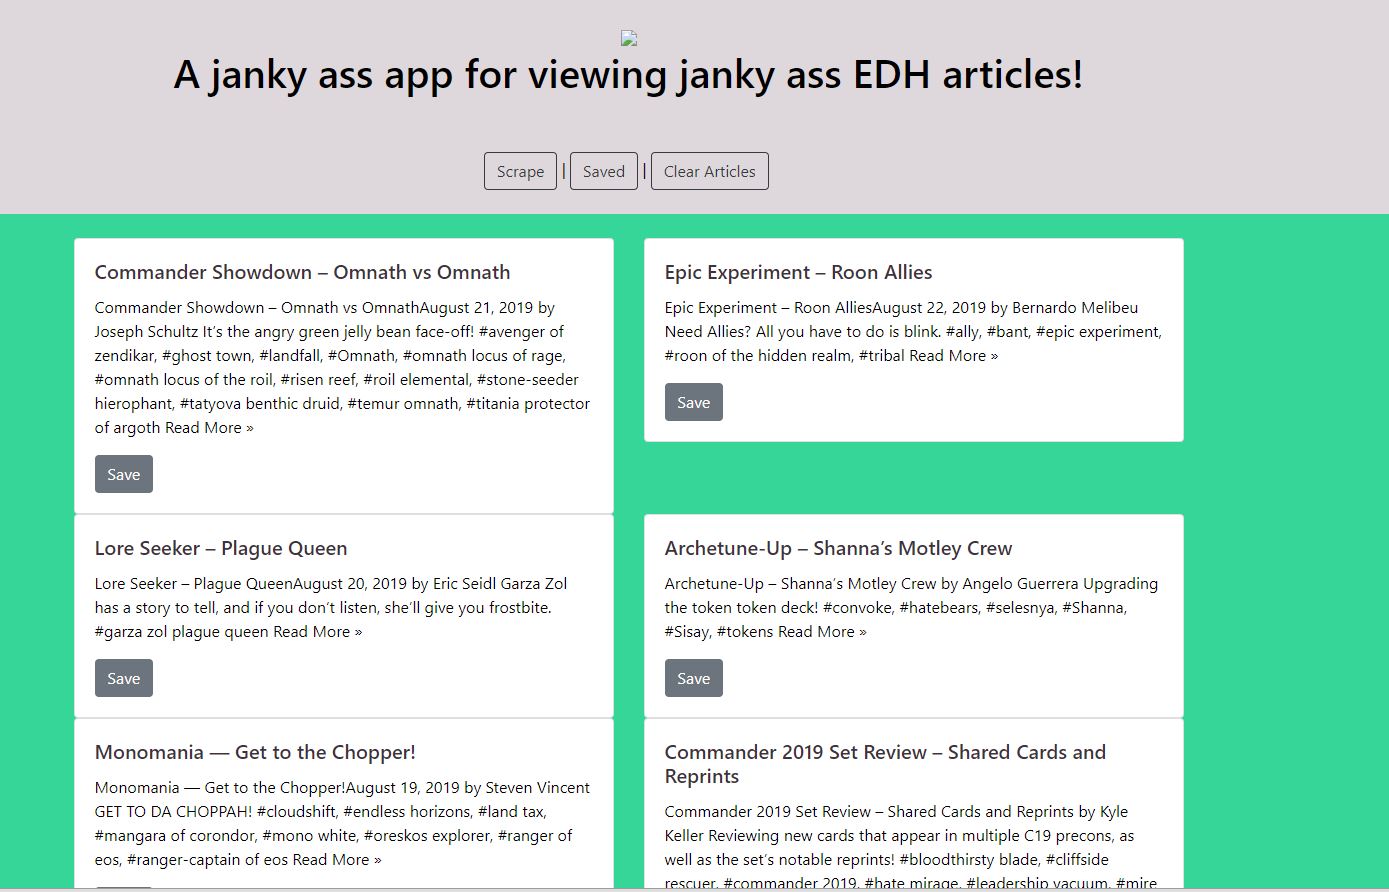 A janky ass app for viewing janky ass EDH articles!
Scrape | Saved | Clear Articles
Commander Showdown – Omnath vs Omnath
Commander Showdown – Omnath vs OmnathAugust 21, 2019 by
Joseph Schultz It’s the angry green jelly bean face-off! #avenger of
zendikar, #ghost town, #landfall, #Omnath, #omnath locus of rage,
#omnath locus of the roil, #risen reef, #roil elemental, #stone-seeder
hierophant, #tatyova benthic druid, #temur omnath, #titania protector
of argoth Read More »
Save
Epic Experiment – Roon Allies
Epic Experiment – Roon AlliesAugust 22, 2019 by Bernardo Melibeu
Need Allies? All you have to do is blink. #ally, #bant, #epic experiment,
#roon of the hidden realm, #tribal Read More »
Save
Lore Seeker – Plague Queen
Lore Seeker – Plague QueenAugust 20, 2019 by Eric Seidl Garza Zol
has a story to tell, and if you don’t listen, she’ll give you frostbite.
#garza zol plague queen Read More »
Save
Archetune-Up – Shanna’s Motley Crew
Archetune-Up – Shanna’s Motley Crew by Angelo Guerrera Upgrading
the token token deck! #convoke, #hatebears, #selesnya, #Shanna,
#Sisay, #tokens Read More »
Save
Monomania — Get to the Chopper!
Monomania — Get to the Chopper!August 19, 2019 by Steven Vincent
GET TO DA CHOPPAH! #cloudshift, #endless horizons, #land tax,
#mangara of corondor, #mono white, #oreskos explorer, #ranger of
eos, #ranger-captain of eos Read More »
Commander 2019 Set Review – Shared Cards and
Reprints
Commander 2019 Set Review – Shared Cards and Reprints by Kyle
Keller Reviewing new cards that appear in multiple C19 precons, as
well as the set’s notable reprints! #bloodthirsty blade, #cliffside
rescuer, #commander 2019, #hate mirage, #leadership vacuum, #mire